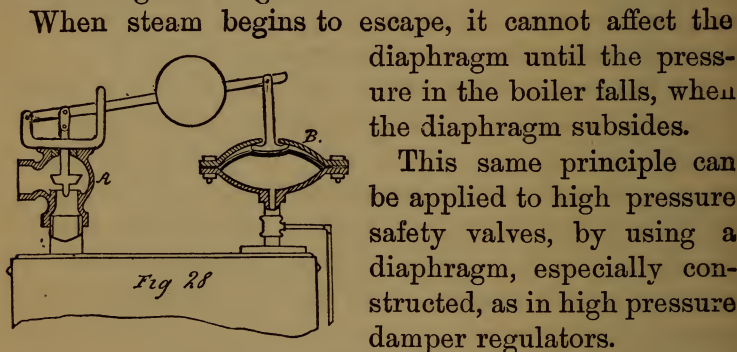 When steam begins to escape, it cannot affect the
diaphragm until the press-
ure in the boiler falls, when
the diaphragm subsides.
This same principle can
be applied to high pressure
safety valves, by using a
diaphragm, especially con-
structed, as in high pressure
damper regulators.
B.
A
Fig 28